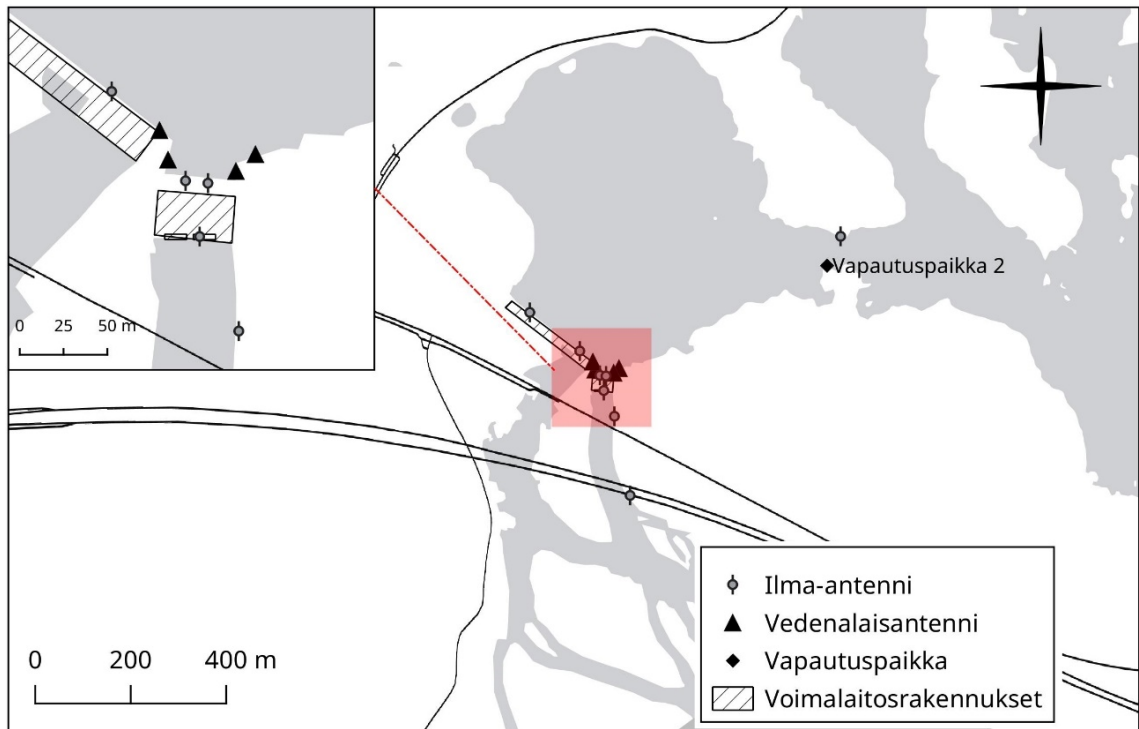 0 25 50 m
Vapautuspaikka 2
0 200 400 m
Ilma-antenni
Vedenalaisantenni
Vapautuspaikka
Voimalaitosrakennukset